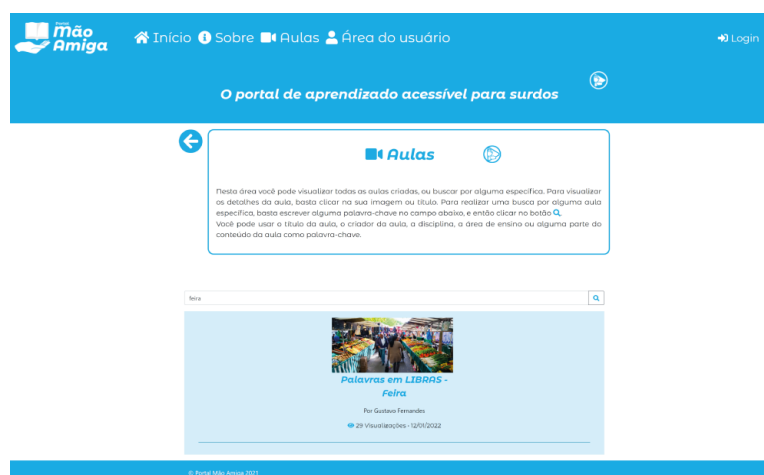 Portal
Mão
Amiga
Início Sobre Aulas Área do usuário
Login
O portal de aprendizado acessível para surdos
Aulas
Nesta área você pode visualizar todas as aulas criadas, ou buscar por alguma específica. Para visualizar
os detalhes da aula, basta clicar na sua imagem ou título. Para realizar uma busca por alguma aula
específica, basta escrever alguma palavra-chave no campo abaixo, e então clicar no botão
Você pode usar o título da aula, o criador da aula, a disciplina, a área de ensino ou alguma parte do
conteúdo da aula como palavra-chave.
feira
Palavras em LIBRAS -
Feira
Por Gustavo Fernandes
29 Visualizações - 12/01/2022
© Portal Mão Amiga 2021